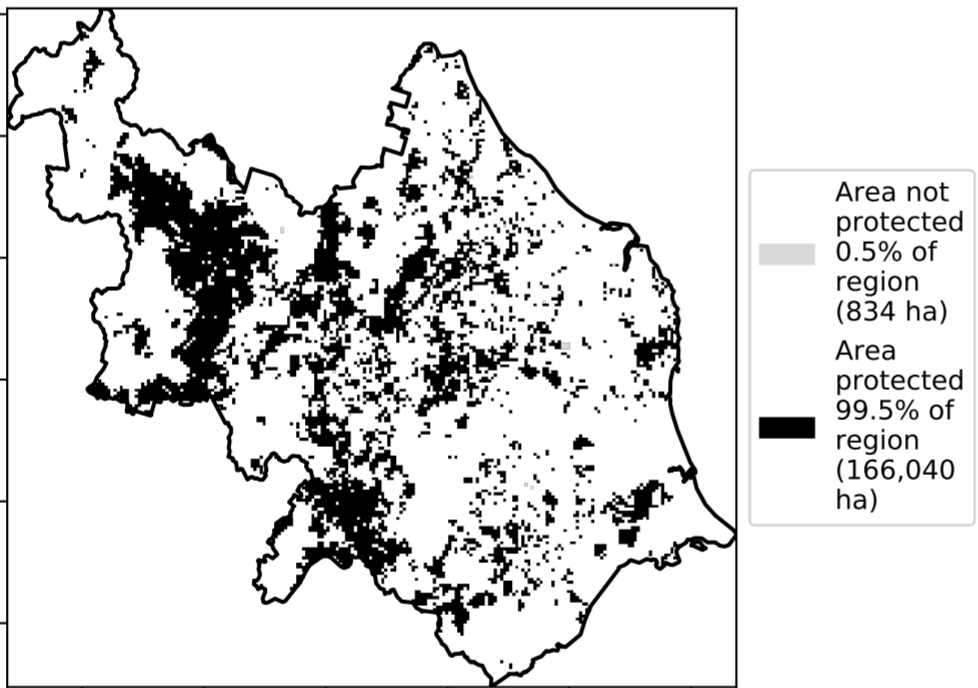 Area not
protected
0.5% of
region
(834 ha)
Area
protected
99.5% of
region
(166,040
ha)